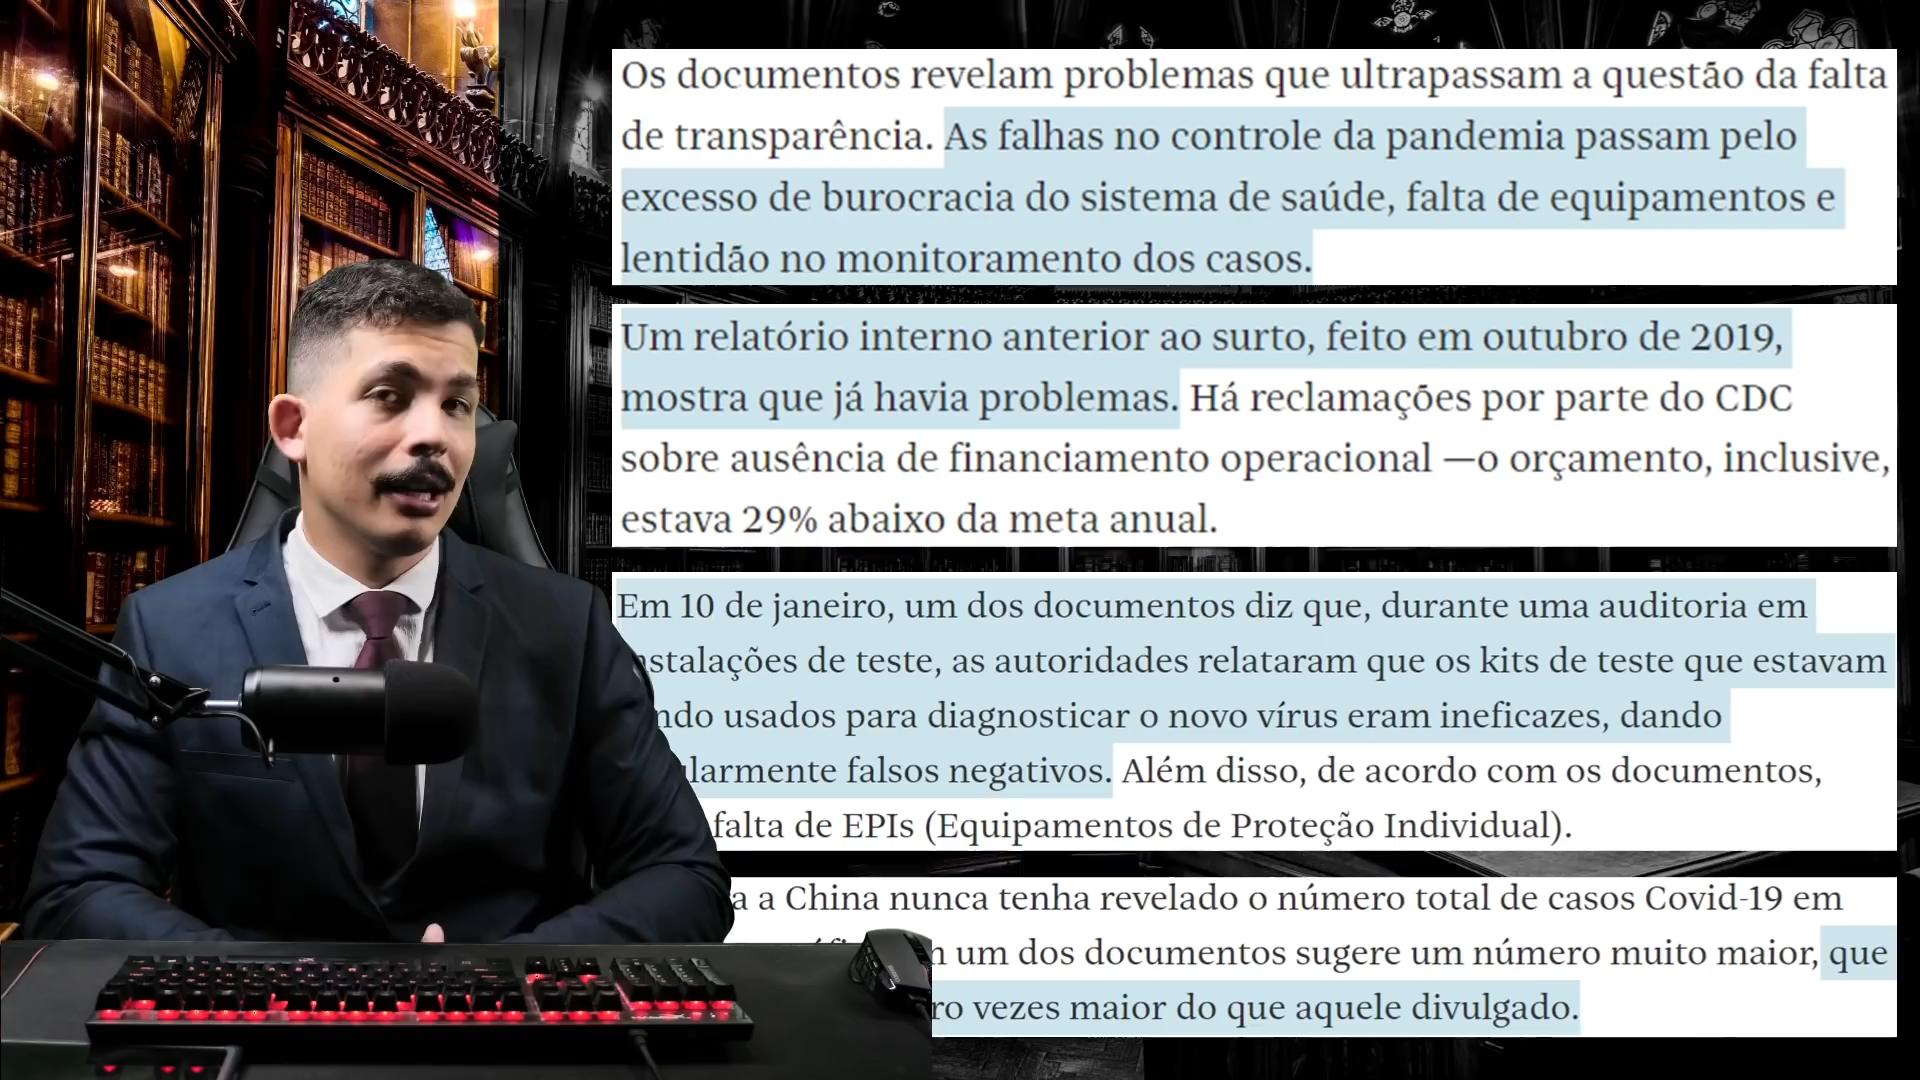 Os documentos revelam problemas que ultrapassam a questão da falta
de transparência. As falhas no controle da pandemia passam pelo
excesso de burocracia do sistema de saúde, falta de equipamentos e
lentidão no monitoramento dos casos.
Um relatório interno anterior ao surto, feito em outubro de 2019,
mostra que já havia problemas. Há reclamações por parte do CDC
sobre ausência de financiamento operacional —o orçamento, inclusive,
estava 29% abaixo da meta anual.
Em 10 de janeiro, um dos documentos diz que, durante uma auditoria em
nstalações de teste, as autoridades relataram que os kits de teste que estavam
ndo usados para diagnosticar o novo vírus eram ineficazes, dando
larmente falsos negativos. Além disso, de acordo com os documentos,
falta de EPIs (Equipamentos de Proteção Individual).
a a China nunca tenha revelado o número total de casos Covid-19 em
um dos documentos sugere um número muito maior, que
ro vezes maior do que aquele divulgado.